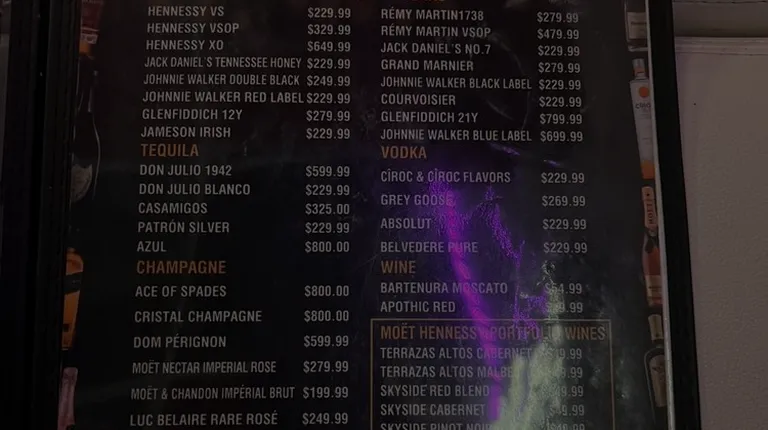 HENNESSY VS $229.99
HENNESSY VSOP $329.99
HENNESSY XO $649.99
JACK DANIEL'S TENNESSEE HONEY $229.99
JOHNNIE WALKER DOUBLE BLACK $249.99
JOHNNIE WALKER RED LABEL $229.99
GLENFIDDICH 12Y $279.99
JAMESON IRISH $229.99
TEQUILA
DON JULIO 1942 $599.99
DON JULIO BLANCO $229.99
CASAMIGOS $325.00
PATRÓN SILVER $229.99
AZUL $800.00
CHAMPAGNE
ACE OF SPADES $800.00
CRISTAL CHAMPAGNE $800.00
DOM PÉRIGNON $599.99
MOËT NECTAR IMPERIAL ROSE $279.99
MOËT & CHANDON IMPÉRIAL BRUT $199.99
LUC BELAIRE RARE ROSÉ $249.99
RÉMY MARTIN1738 $279.99
RÉMY MARTIN VSOP $479.99
JACK DANIEL'S NO.7 $229.99
GRAND MARNIER $279.99
JOHNNIE WALKER BLACK LABEL $229.99
COURVOISIER $229.99
GLENFIDDICH 21Y $799.99
JOHNNIE WALKER BLUE LABEL $699.99
VODKA
CÎROC & CÎROC FLAVORS $229.99
GREY GOOSE $269.99
ABSOLUT $229.99
BELVEDERE PURE $229.99
WINE
BARTENURA MOSCATO
APOTHIC RED
MOËT HENNESSY PORTFOLIO WINES
TERRAZAS ALTOS CABERNET
TERRAZAS ALTOS MALBEC
SKYSIDE RED BLEND
SKYSIDE CABERNET
SKYSIDE PINOT NOIR